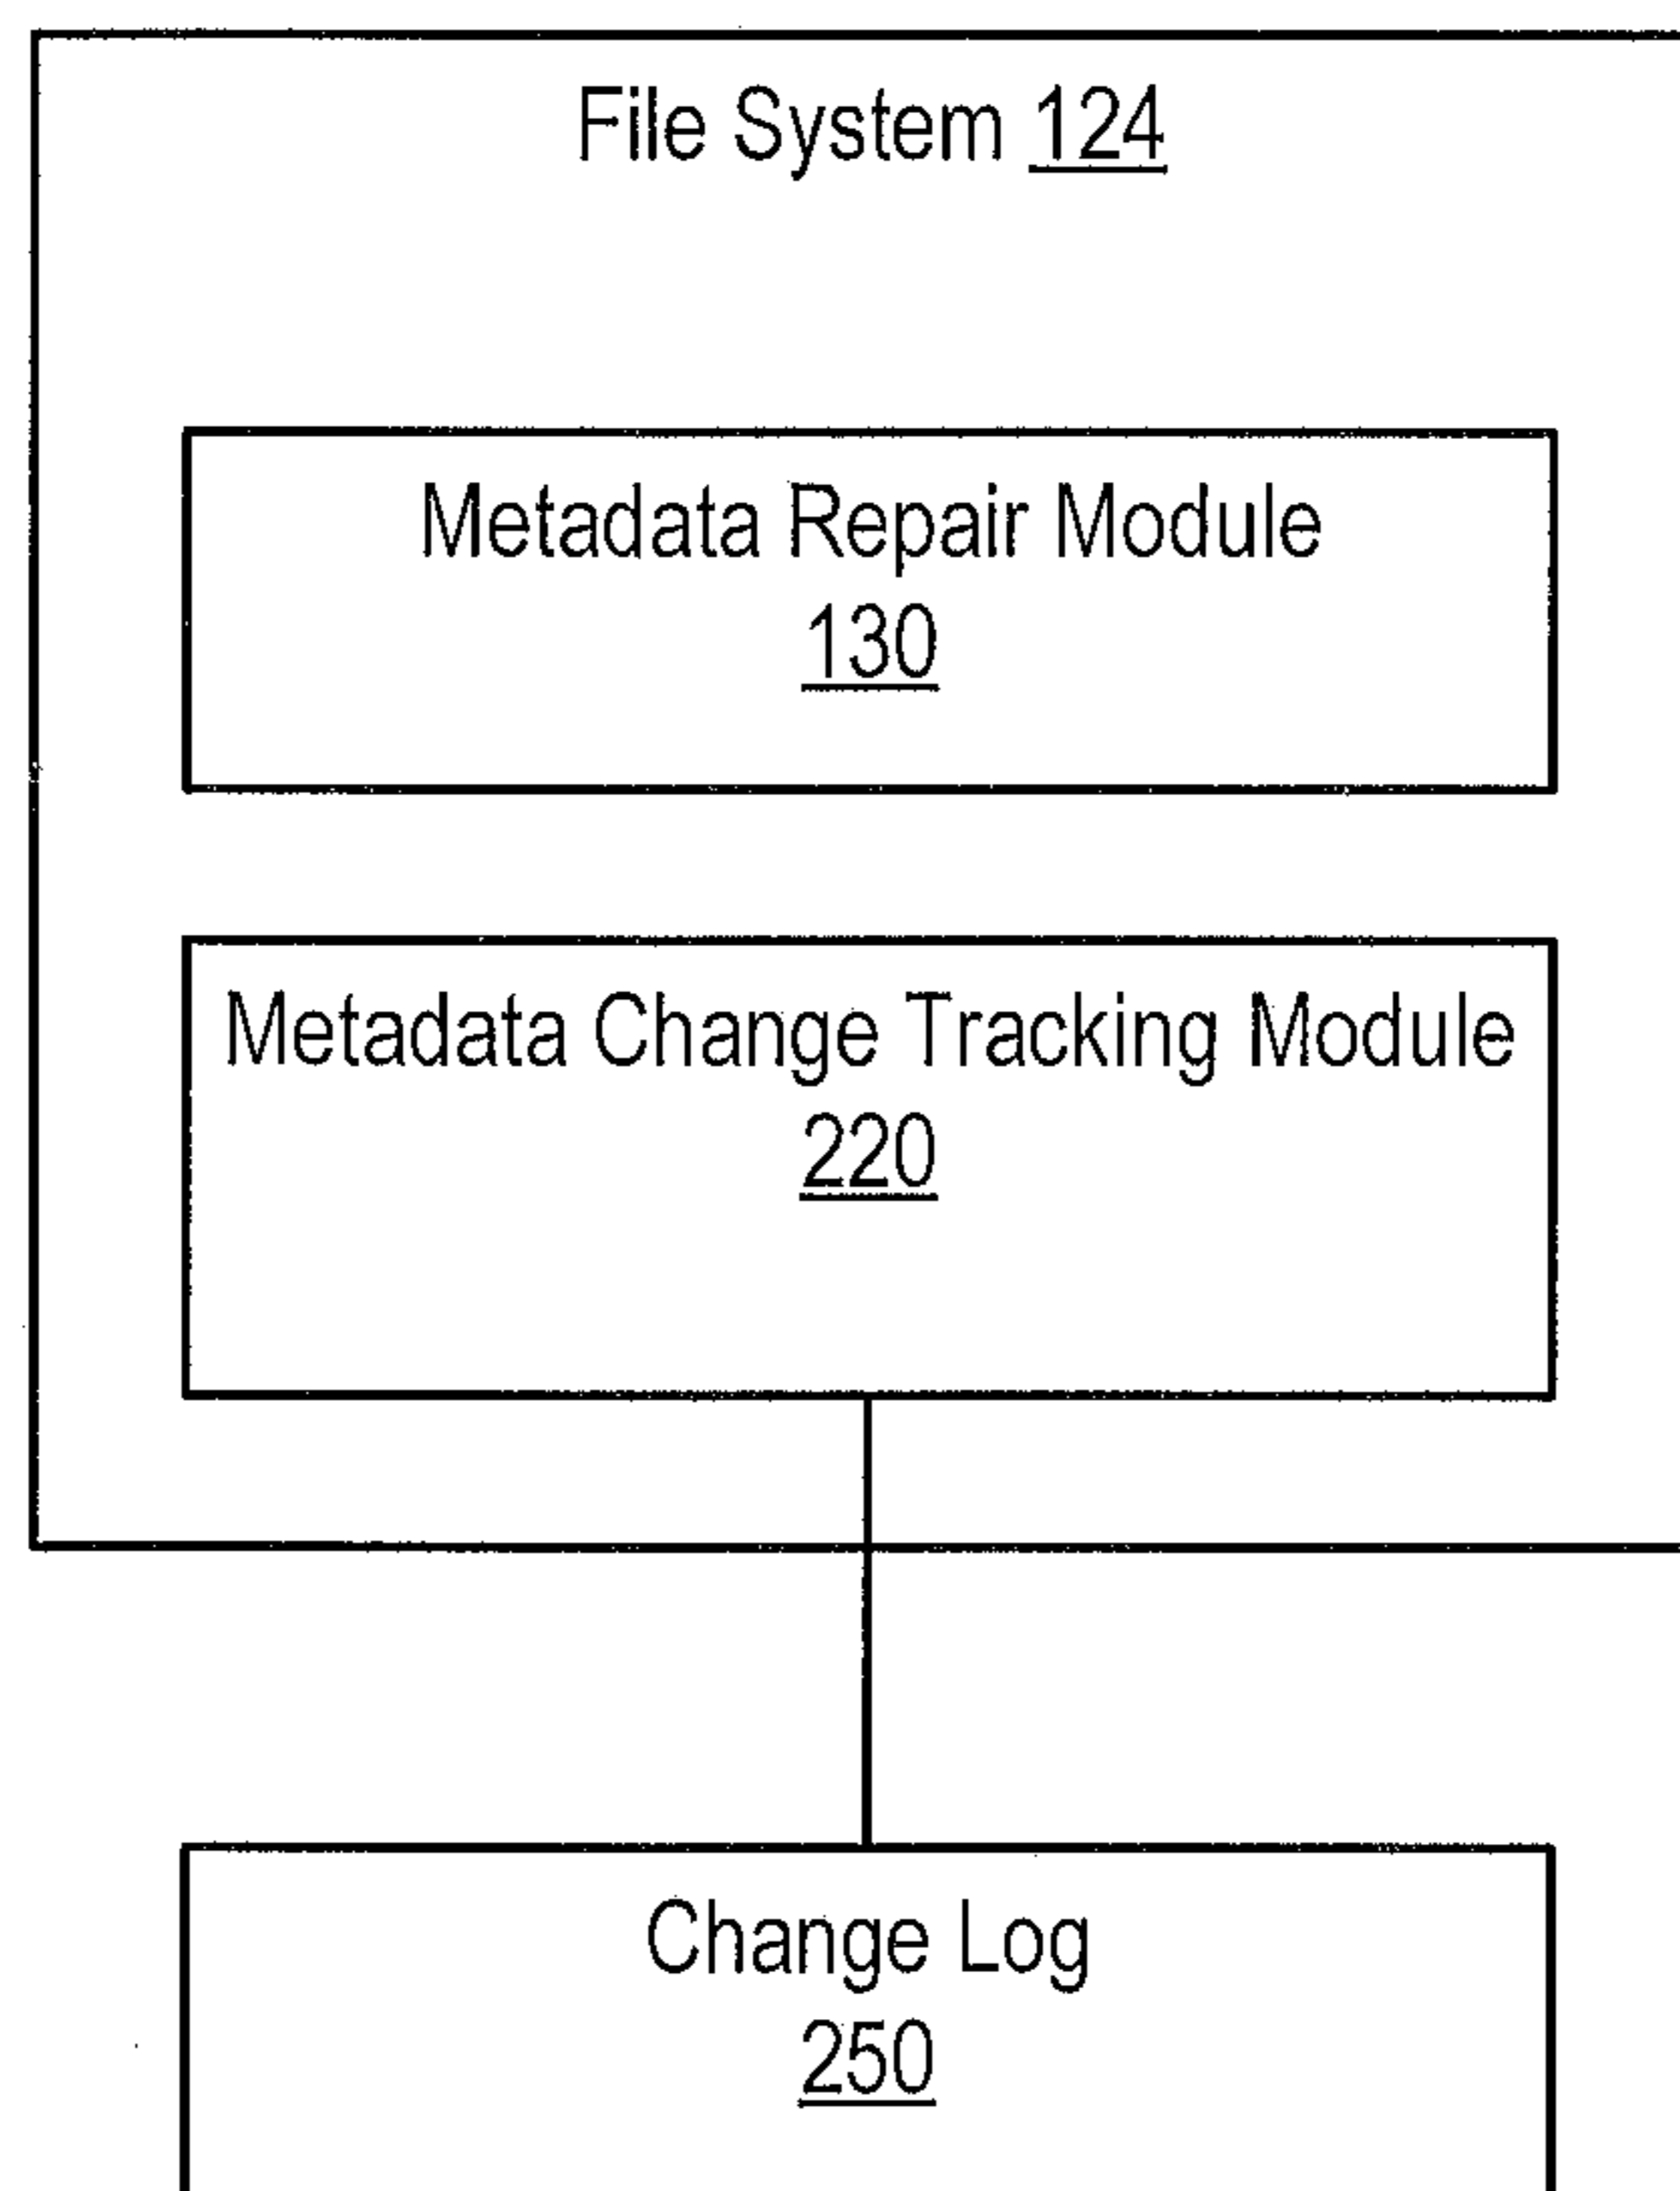 File System 124
Metadata Repair Module
130
Metadata Change Tracking Module
220
Change Log
250